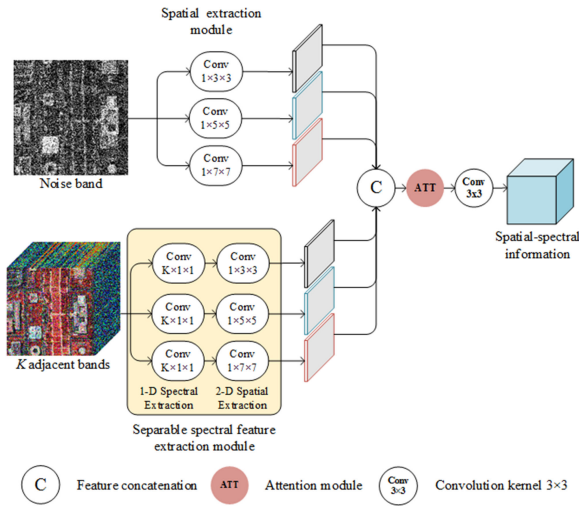 Spatial extraction
module
Conv
1×3×3
Conv
1×5×5
Conv
1×7×7
Noise band
C
ATT
Conv
3x3
Spatial-spectral
information
Conv
K×1×1
Conv
1×3×3
Conv
K×1×1
Conv
1×5×5
Conv
K×1×1
Conv
1×7×7
K adjacent bands
1-D Spectral
Extraction
2-D Spatial
Extraction
Separable spectral feature
extraction module
C
Feature concatenation
ATT
Attention module
Conv
3×3
Convolution kernel 3×3